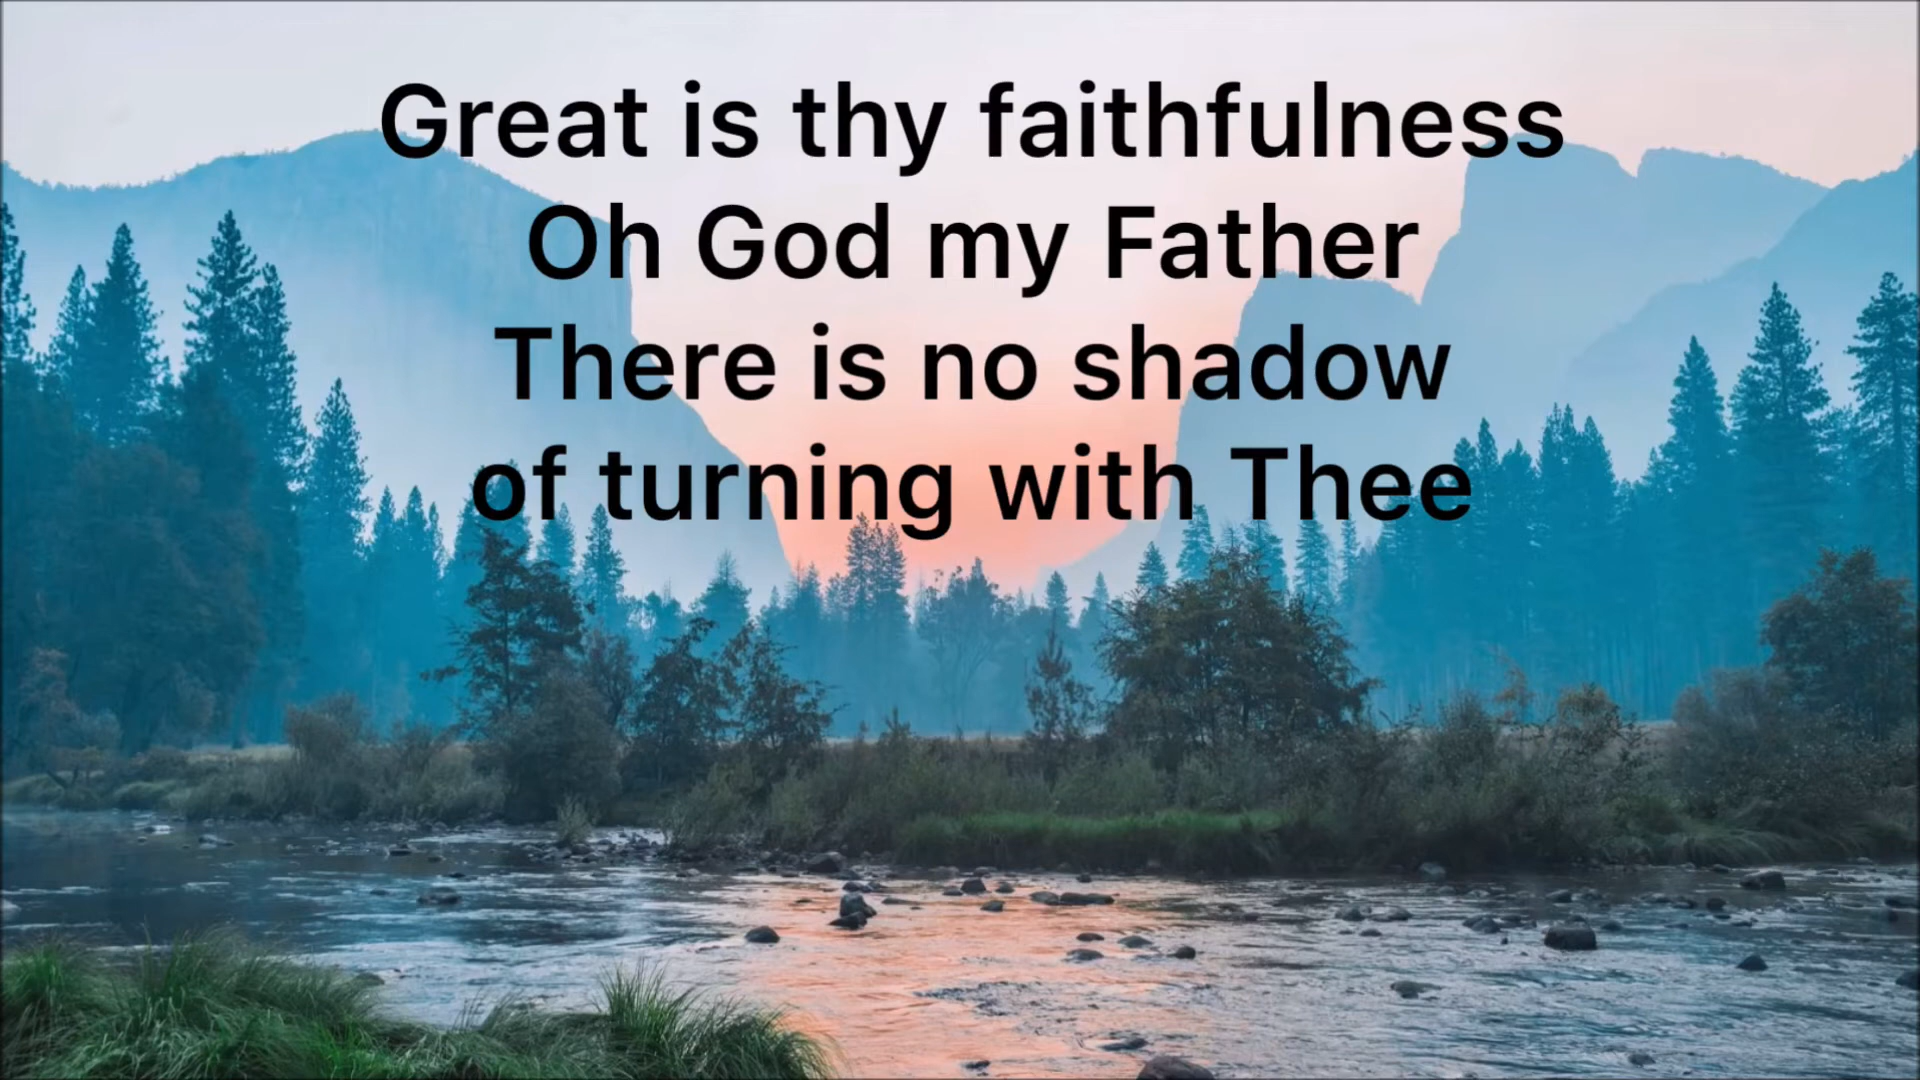 Great is thy faithfulness
Oh God my Father
There is no shadow
of turning with Thee